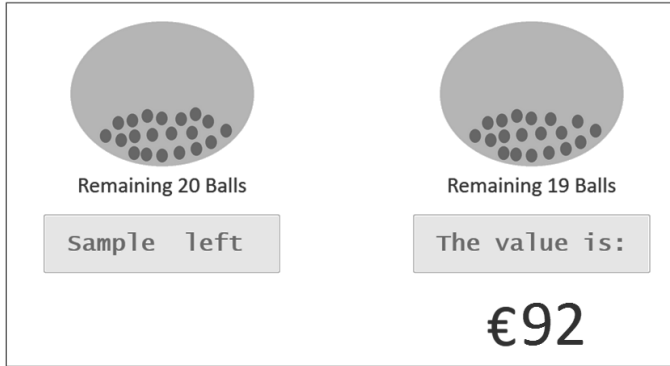 Remaining 20 Balls
Remaining 19 Balls
Sample left
The value is:
€92